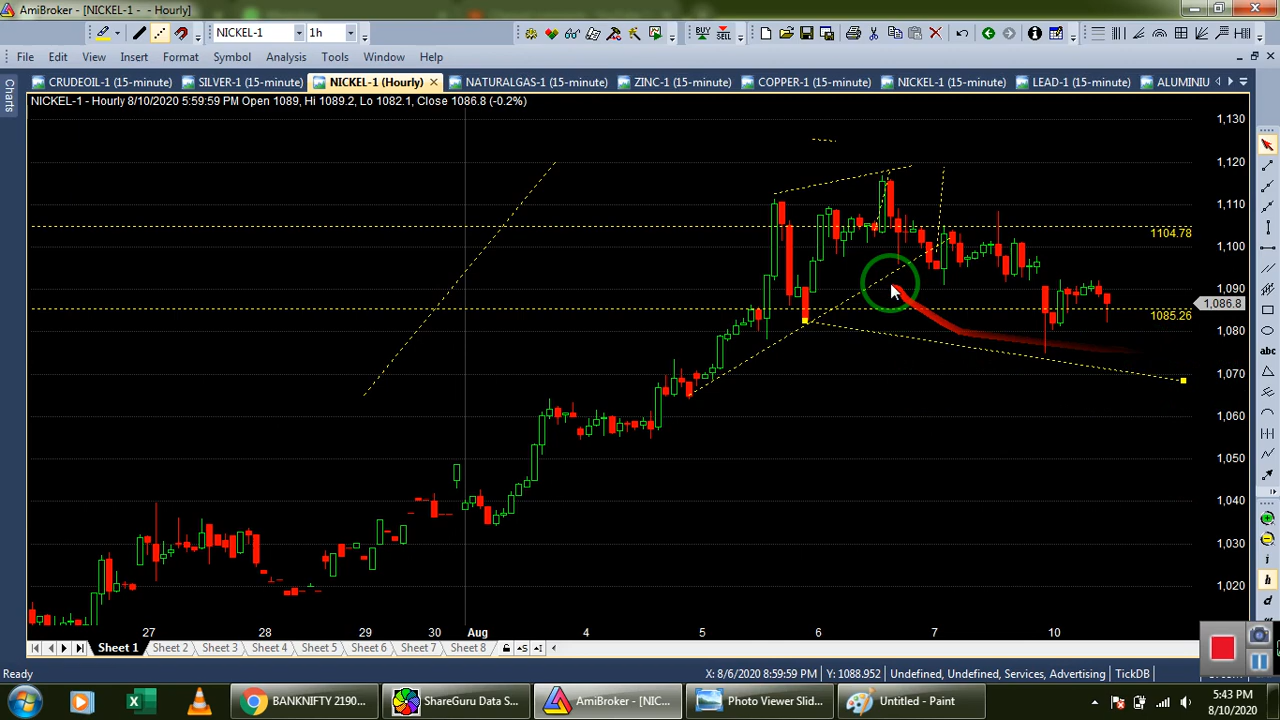 AmiBroker - [NICKEL-1 - - Hourly]
NICKEL-1 1h
BUY SELL
File Edit View Insert Format Symbol Analysis Tools Window Help
Charts
CRUDEOIL-1 (15-minute) SILVER-1 (15-minute) NICKEL-1 (Hourly) NATURALGAS-1 (15-minute) ZINC-1 (15-minute) COPPER-1 (15-minute) NICKEL-1 (15-minute) LEAD-1 (15-minute) ALUMINIU
NICKEL-1 - Hourly 8/10/2020 5:59:59 PM Open 1089, Hi 1089.2, Lo 1082.1, Close 1086.8 (-0.2%)
1,130
1,120
1,110
1104.78
1,100
1,090
1,086.8
1085.26
1,080
1,070
1,060
1,050
1,040
1,030
1,020
abc
i
h
d
27 28 29 30 Aug 4 5 6 7 10
Sheet 1 Sheet 2 Sheet 3 Sheet 4 Sheet 5 Sheet 6 Sheet 7 Sheet 8
Ready X: 8/6/2020 8:59:59 PM Y: 1088.952 Undefined, Undefined, Services, Advertising TickDB
BANKNIFTY 2190... ShareGuru Data S... AmiBroker - [NIC... Photo Viewer Slid... Untitled - Paint
5:43 PM
8/10/2020